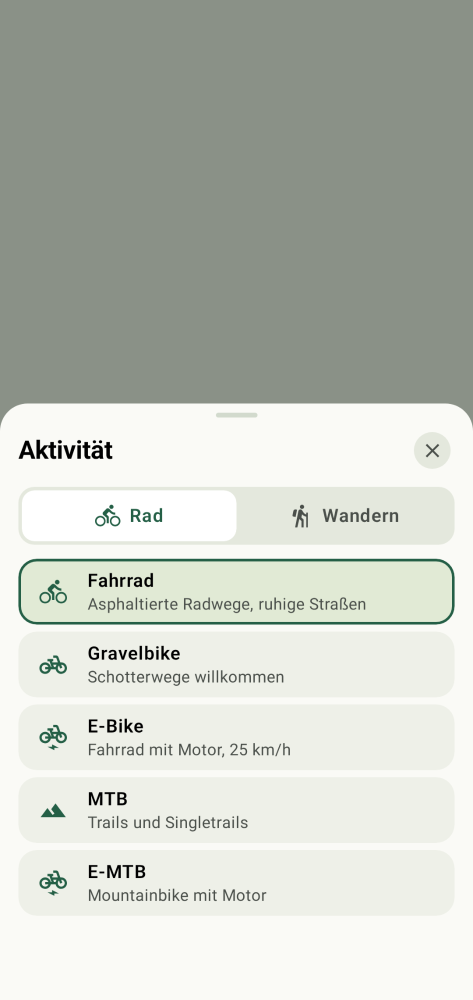 Aktivität
Rad
Wandern
Fahrrad
Asphaltierte Radwege, ruhige Straßen
Gravelbike
Schotterwege willkommen
E-Bike
Fahrrad mit Motor, 25 km/h
MTB
Trails und Singletrails
E-MTB
Mountainbike mit Motor